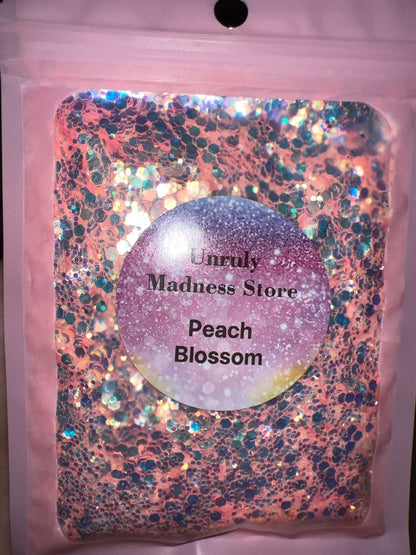 Unruly
Madness Store
Peach
Blossom